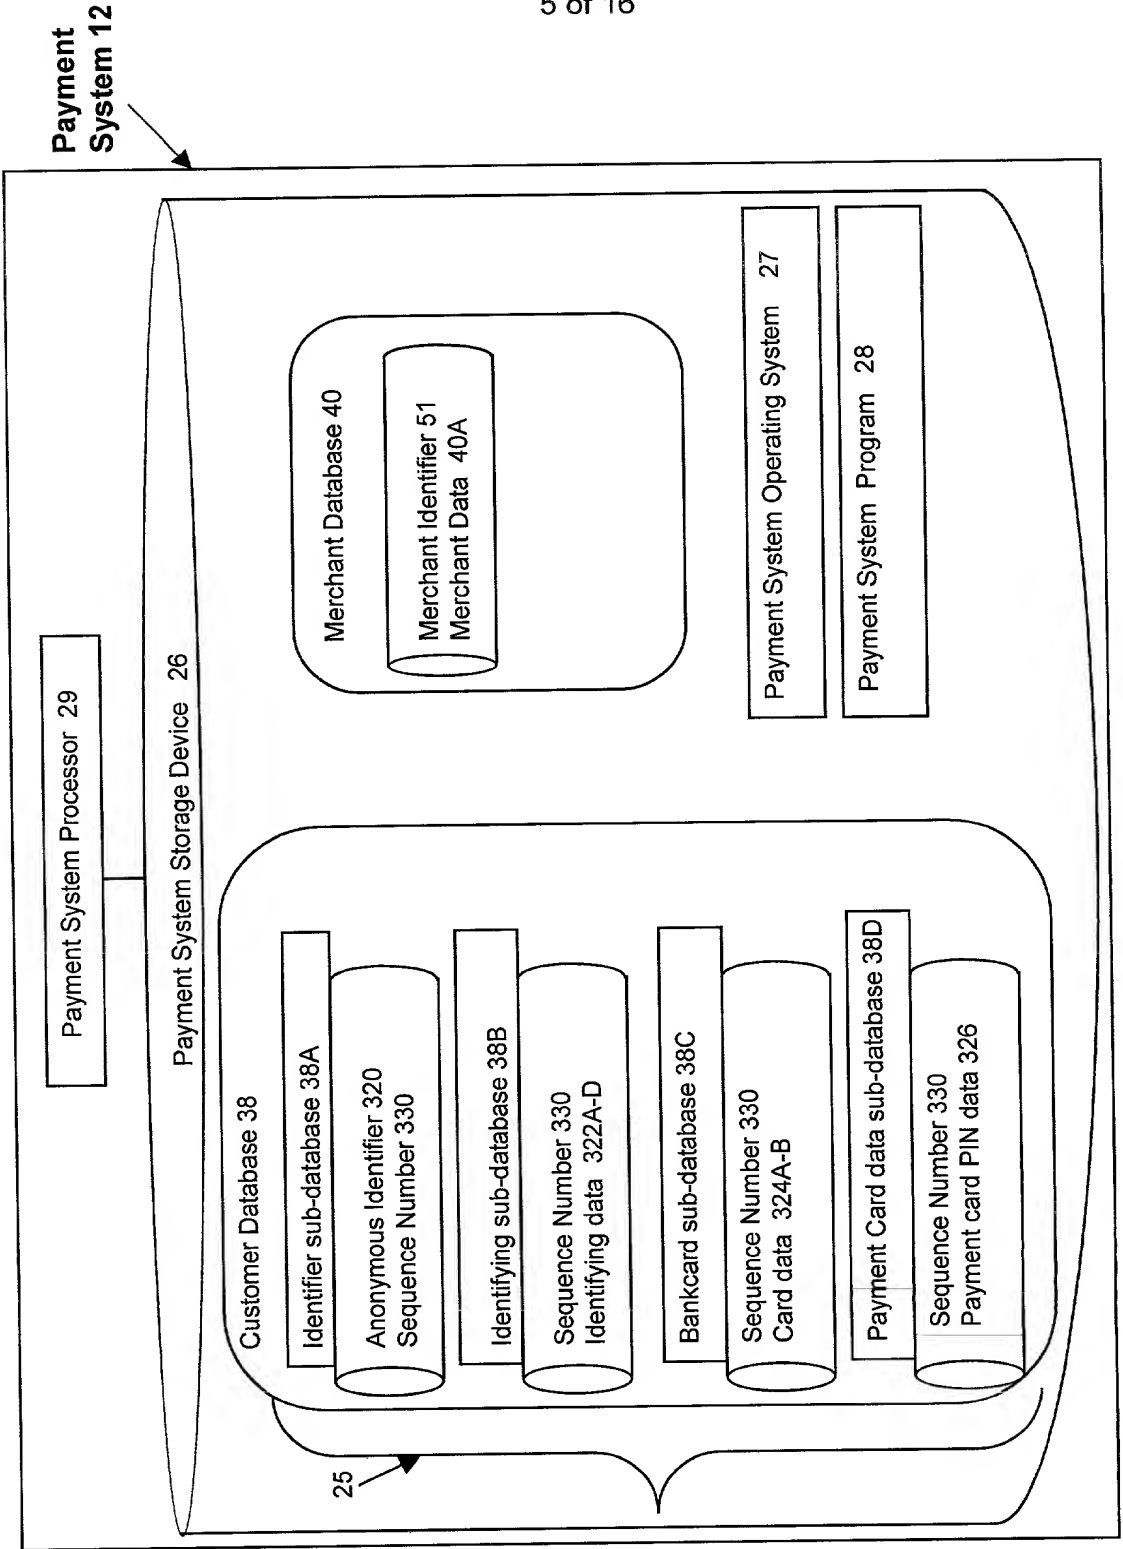 5 of 16
Payment
System 12
Payment System Processor 29
Payment System Storage Device 26
Customer Database 38
Identifier sub-database 38A
Anonymous Identifier 320
Sequence Number 330
Identifying sub-database 38B
Sequence Number 330
Identifying data 322A-D
Bankcard sub-database 38C
Sequence Number 330
Card data 324A-B
Payment Card data sub-database 38D
Sequence Number 330
Payment card PIN data 326
25
Merchant Database 40
Merchant Identifier 51
Merchant Data 40A
Payment System Operating System 27
Payment System Program 28